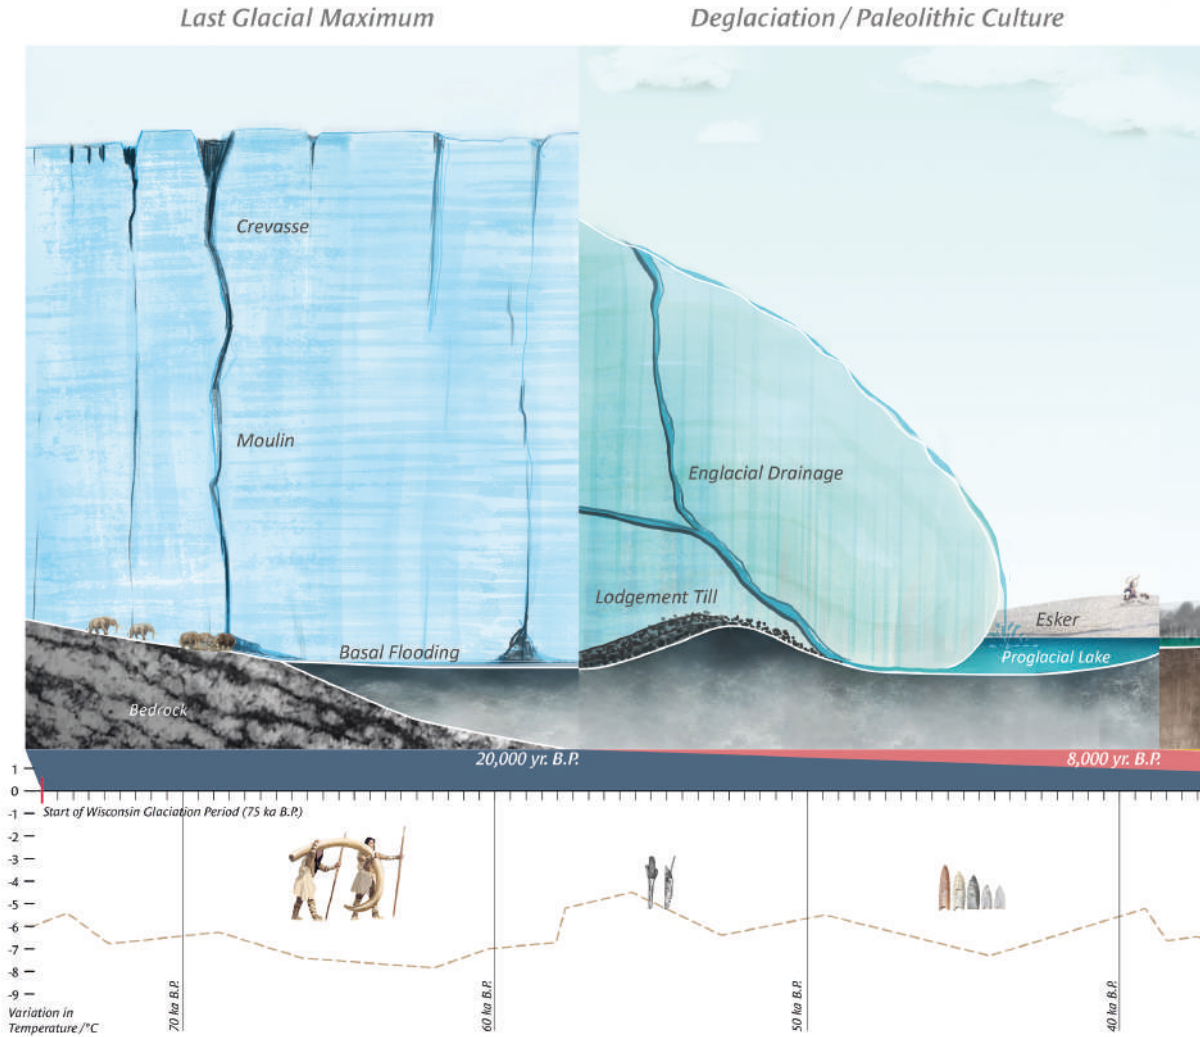 Last Glacial Maximum
Deglaciation / Paleolithic Culture
Crevasse
Moulin
Englacial Drainage
Lodgement Till
Esker
Basal Flooding
Proglacial Lake
Bedrock
20,000 yr. B.P.
8,000 yr. B.P.
1
0
-1
Start of Wisconsin Glaciation Period (75 ka B.P.)
-2
-3
-4
-5
-6
-7
-8
-9
70 ka B.P.
60 ka B.P.
50 ka B.P.
40 ka B.P.
Variation in
Temperature/°C